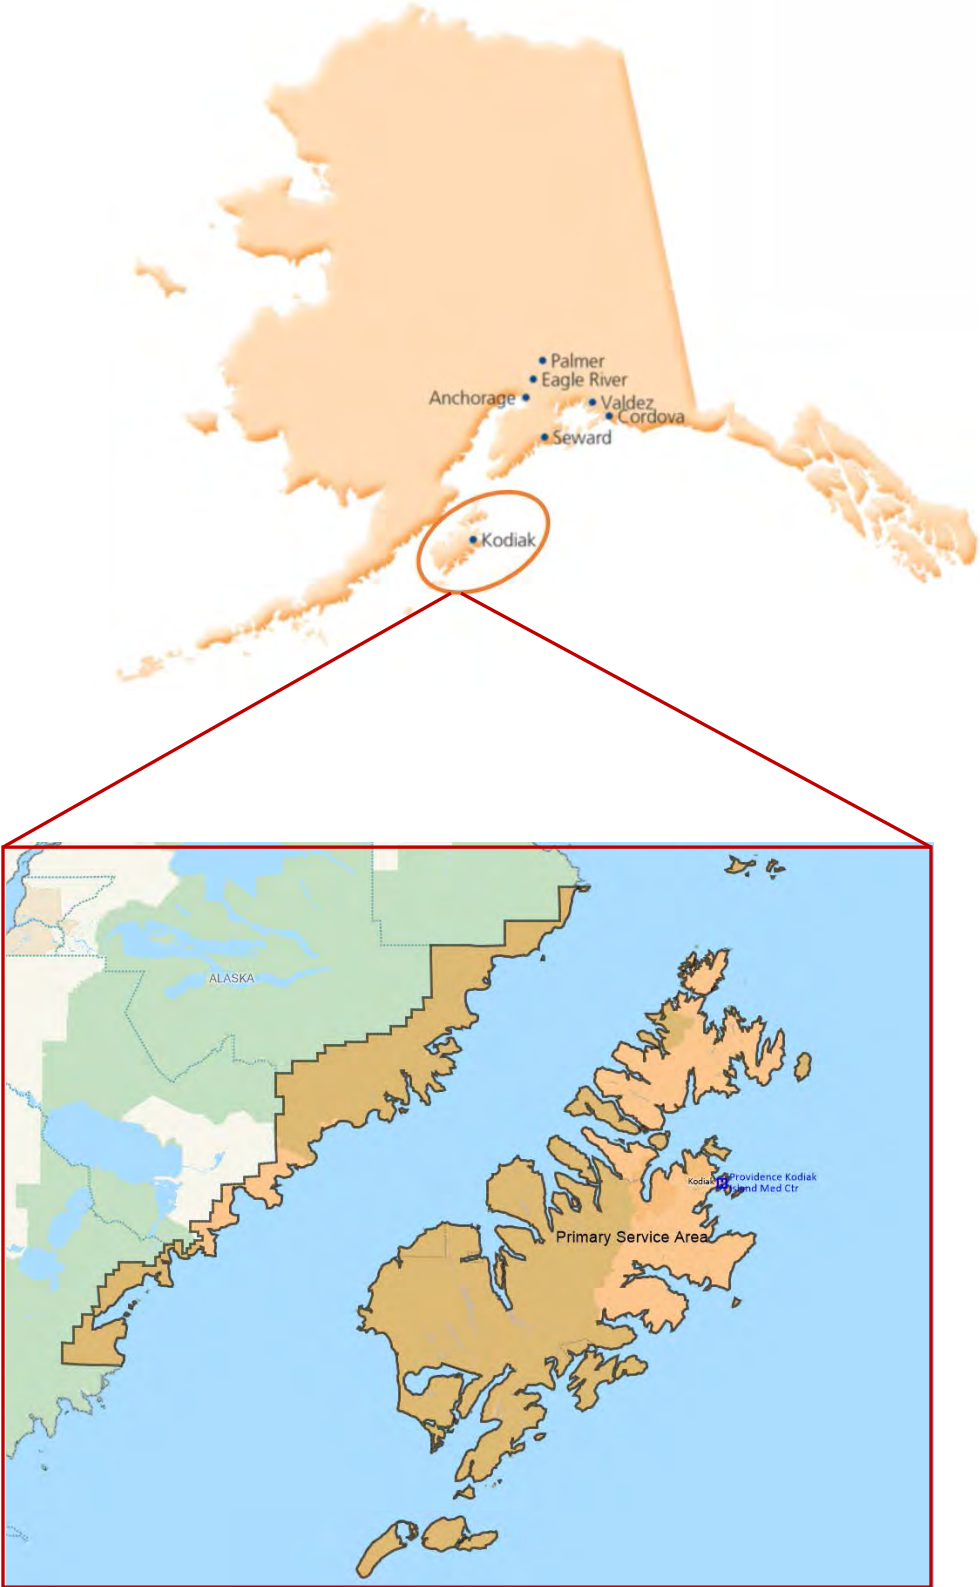 Palmer
Eagle River
Anchorage
Valdez
Cordova
Seward
Kodiak
ALASKA
Kodiak
Providence Kodiak
Island Med Ctr
Primary Service Area